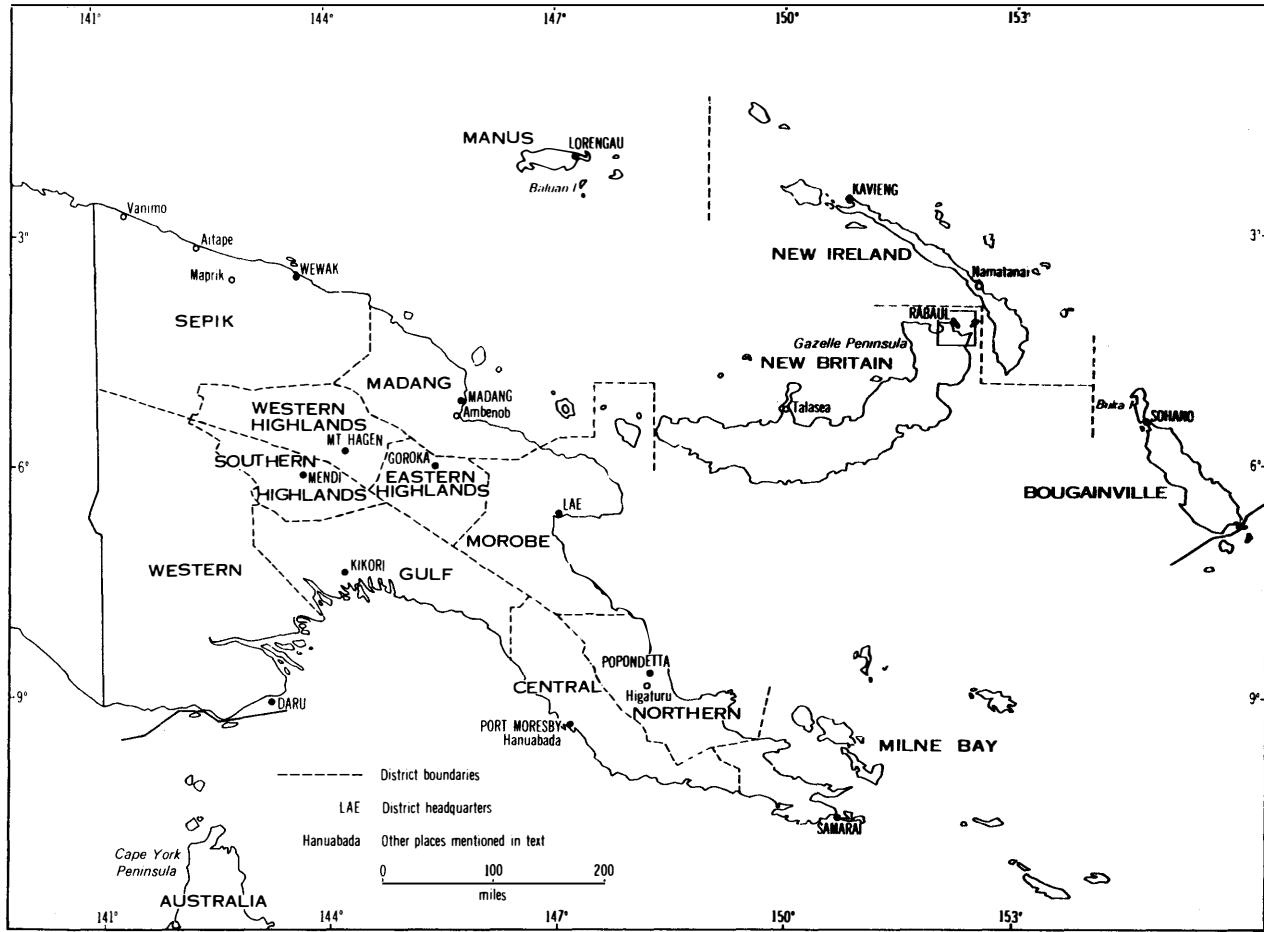 141° 144° 147° 150° 153°
MANUS
LORENGAU
Baluan I
KAVIENG
Vanimo
Aitape
3° 3°
NEW IRELAND
WEWAK
Maprik
Namatanai
SEPIK
RABAUL
Gazelle Peninsula
NEW BRITAIN
MADANG
MADANG
Ambenob
WESTERN
HIGHLANDS
Talasea
Buka
SOHANO
MT HAGEN
SOUTHERN
GOROKA
6° 6°
MENDI
EASTERN
HIGHLANDS
HIGHLANDS
BOUGAINVILLE
LAE
MOROBE
WESTERN
KIKORI
GULF
POPONDETTA
CENTRAL
Higaturu
9° 9°
DARU
NORTHERN
PORT MORESBY
Hanuabada
MILNE BAY
District boundaries
LAE District headquarters
SAMARAI
Hanuabada Other places mentioned in text
Cape York
Peninsula
0 100 200
miles
AUSTRALIA
141° 144° 147° 150° 153°